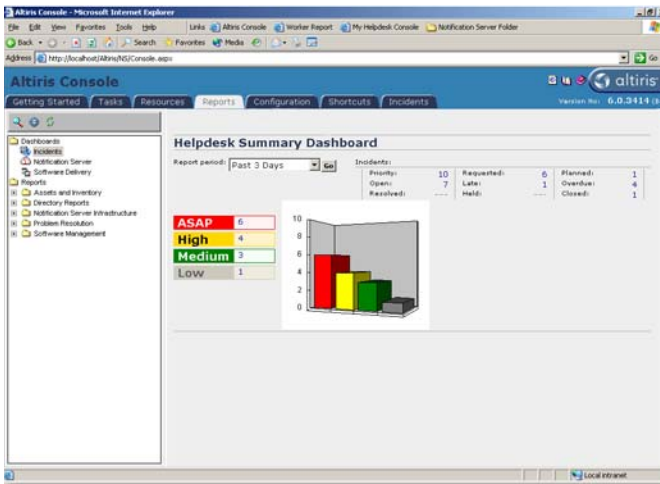 Altiris Console - Microsoft Internet Explorer
File Edit View Favorites Tools Help
Links Altiris Console Worker Report My Helpdesk Console Notification Server Folder
Back Search Favorites Media
Address http://localhost/Altiris/NS/Console.aspx Go
Altiris Console
altiris
Getting Started Tasks Resources Reports Configuration Shortcuts Incidents
Version No: 6.0.3414
Dashboards
Incidents
Notification Server
Software Delivery
Reports
Assets and Inventory
Directory Reports
Notification Server Infrastructure
Problem Resolution
Software Management
Helpdesk Summary Dashboard
Report period: Past 3 Days Go
Incidents:
Priority: 10 Requested: 6 Planned: 1
Open: 7 Late: 1 Overdue: 4
Resolved: ---- Held: ---- Closed: 1
ASAP 6
High 4
Medium 3
Low 1
10
8
6
4
2
0
Local intranet